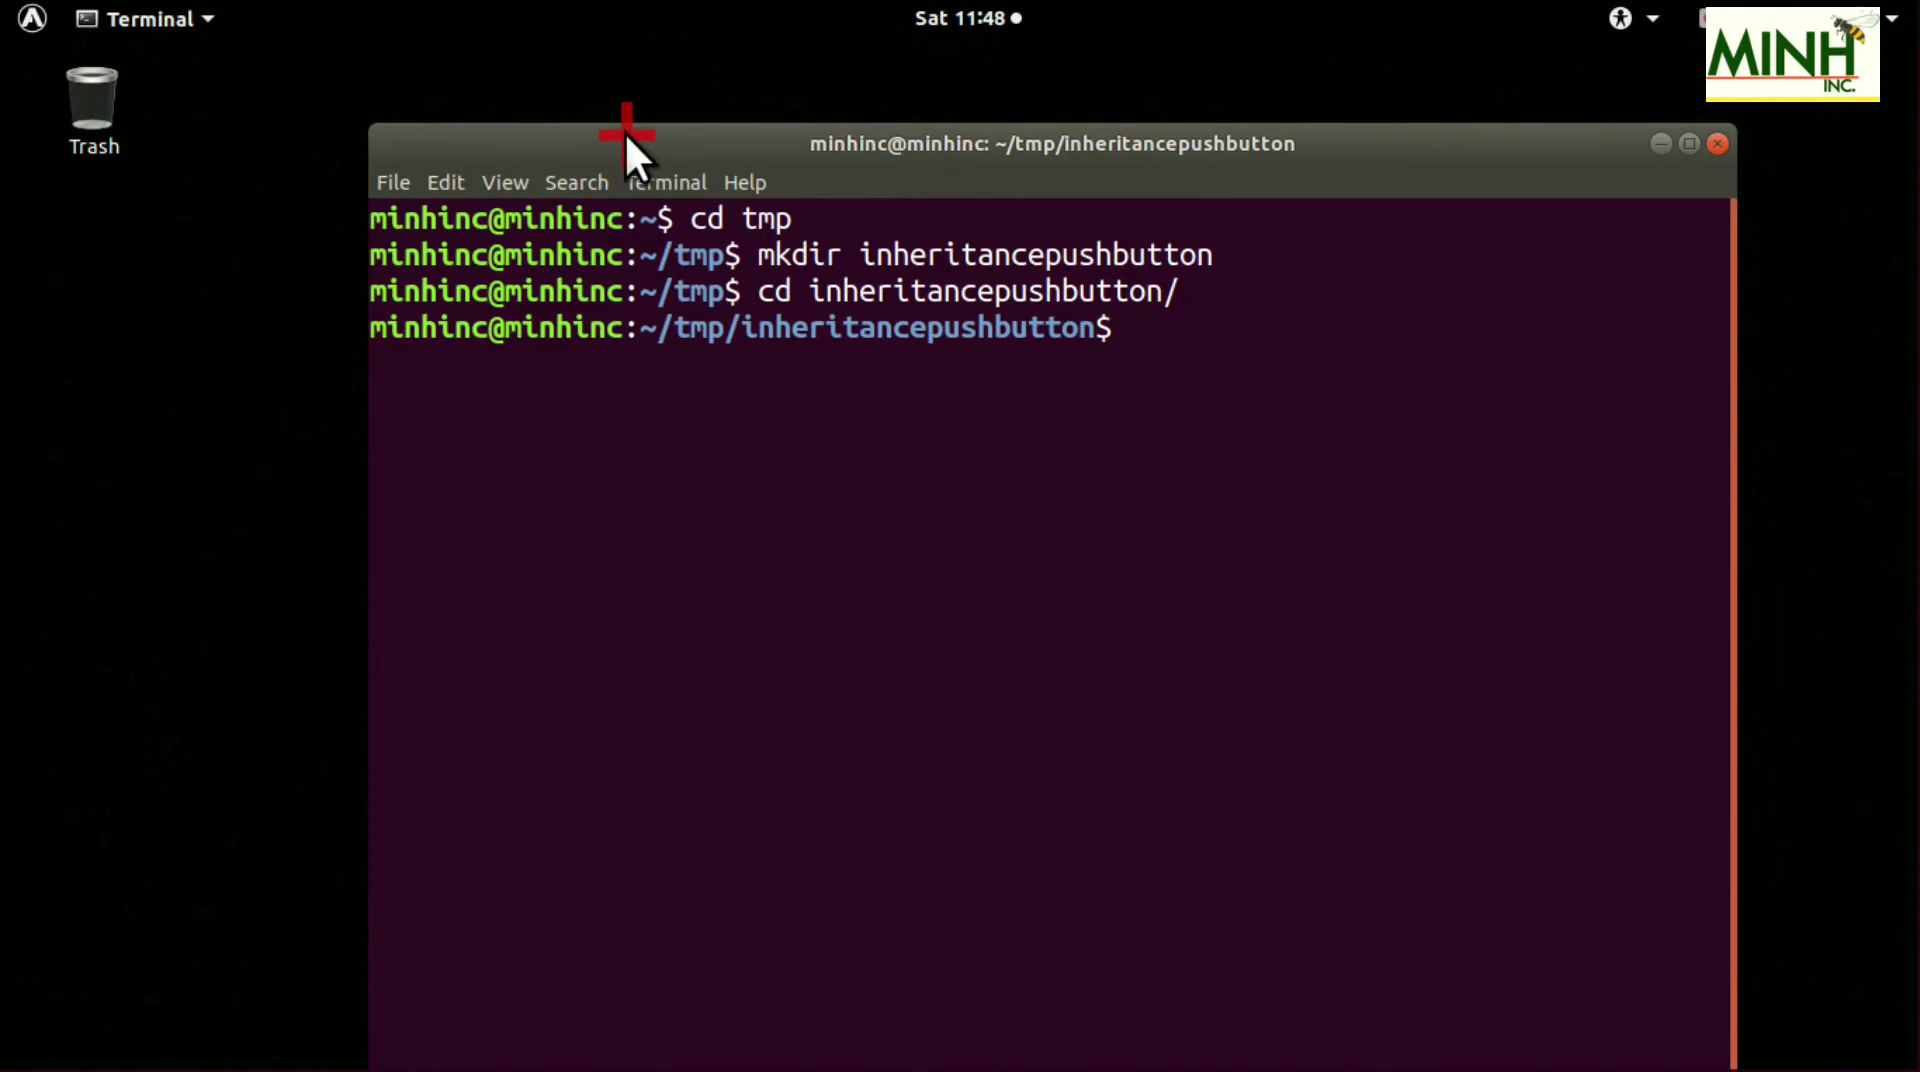 Terminal
Sat 11:48
MINH
INC.
Trash
minhinc@minhinc: ~/tmp/inheritancepushbutton
File Edit View Search Terminal Help
minhinc@minhinc:~$ cd tmp
minhinc@minhinc:~/tmp$ mkdir inheritancepushbutton
minhinc@minhinc:~/tmp$ cd inheritancepushbutton/
minhinc@minhinc:~/tmp/inheritancepushbutton$